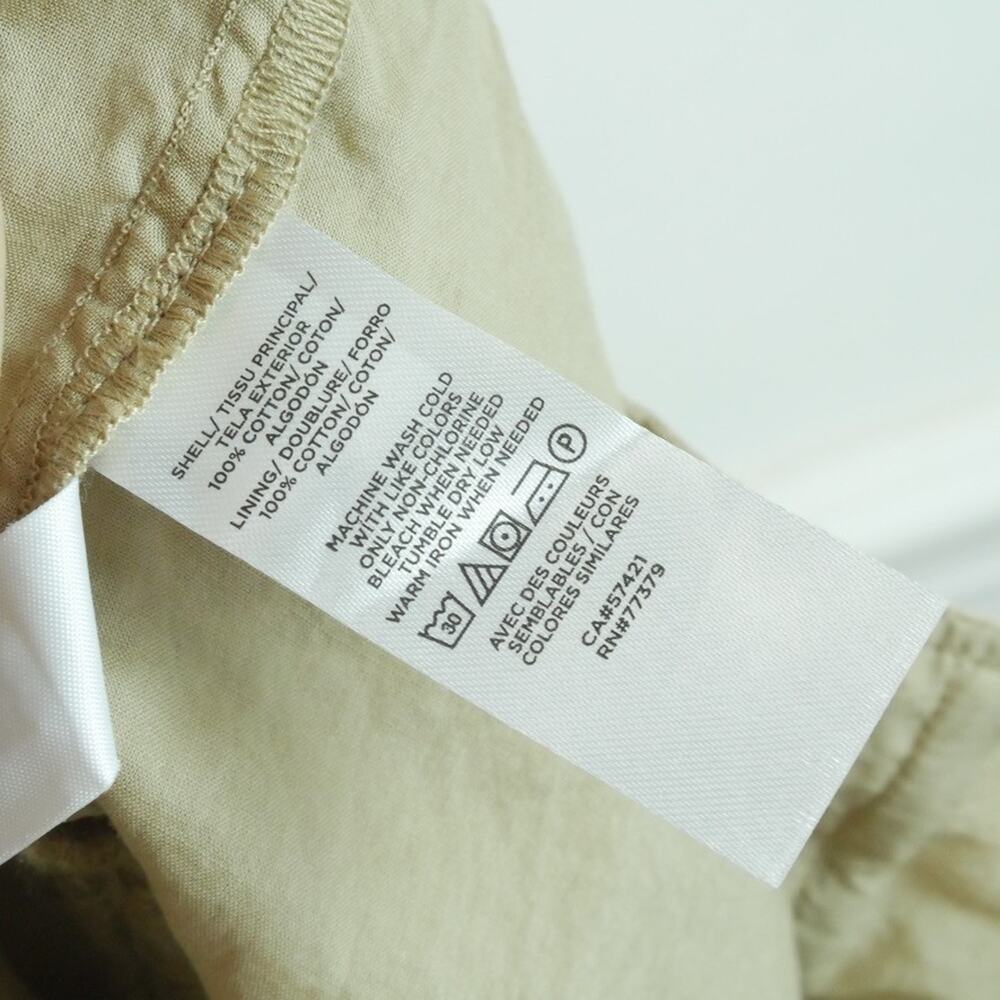 SHELL/ TISSU PRINCIPAL/
TELA EXTERIOR
100% COTTON/ COTON/
ALGODÓN
LINING/ DOUBLURE/ FORRO
100% COTTON/ COTON/
ALGODÓN
MACHINE WASH COLD
WITH LIKE COLORS
ONLY NON-CHLORINE
BLEACH WHEN NEEDED
TUMBLE DRY LOW
WARM IRON WHEN NEEDED
30 P
AVEC DES COULEURS
SEMBLABLES / CON
COLORES SIMILARES
CA#57421
RN#77379